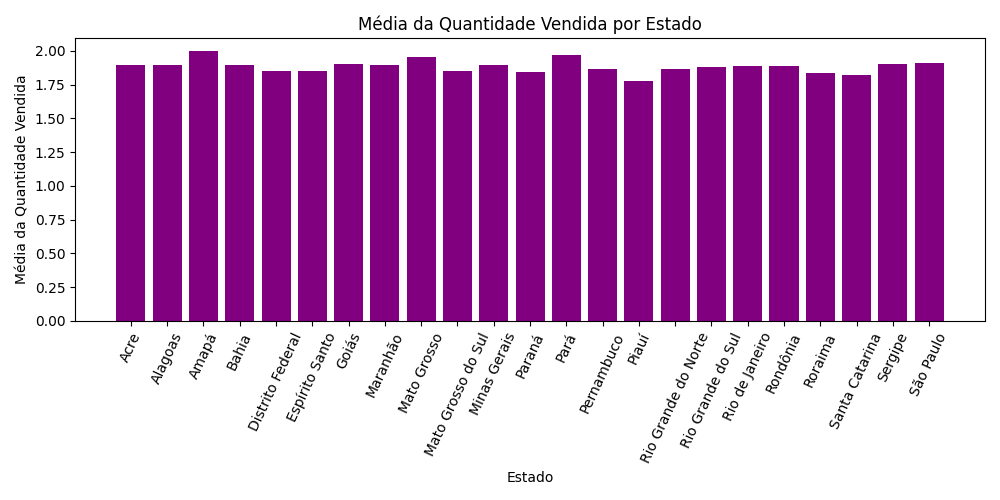 Média da Quantidade Vendida por Estado
Média da Quantidade Vendida
2.00
1.75
1.50
1.25
1.00
0.75
0.50
0.25
0.00
Acre
Alagoas
Amapá
Bahia
Distrito Federal
Espírito Santo
Goiás
Maranhão
Mato Grosso
Mato Grosso do Sul
Minas Gerais
Paraná
Pará
Pernambuco
Piauí
Rio Grande do Norte
Rio Grande do Sul
Rio de Janeiro
Rondônia
Roraima
Santa Catarina
Sergipe
São Paulo
Estado